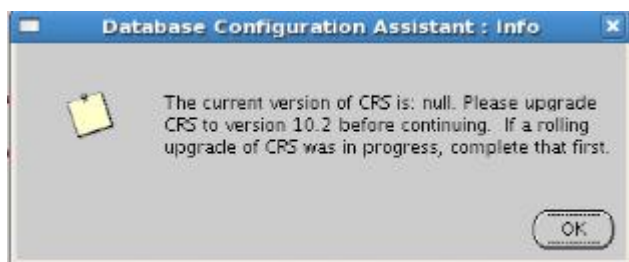 Database Configuration Assistant : Info
The current version of CRS is: null. Please upgrade
CRS to version 10.2 before continuing.  If a rolling
upgrade of CRS was in progress, complete that first.
OK